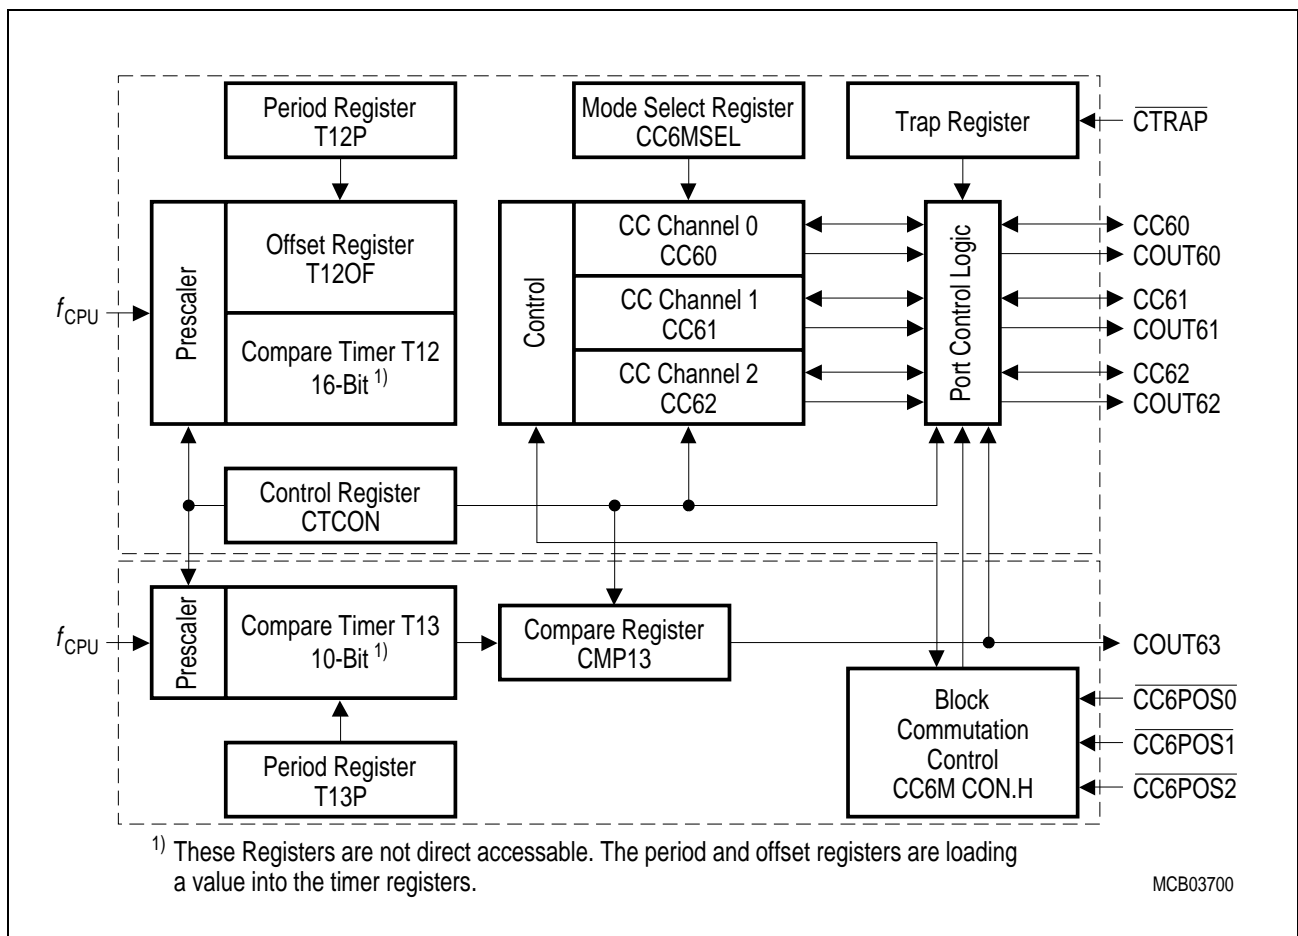 Period Register
T12P
Mode Select Register
CC6MSEL
Trap Register
CTRAP
Prescaler
Offset Register
T12OF
Compare Timer T12
16-Bit 1)
fCPU
Control
CC Channel 0
CC60
CC Channel 1
CC61
CC Channel 2
CC62
Port Control Logic
CC60
COUT60
CC61
COUT61
CC62
COUT62
Control Register
CTCON
fCPU
Prescaler
Compare Timer T13
10-Bit 1)
Compare Register
CMP13
COUT63
Period Register
T13P
Block
Commutation
Control
CC6M CON.H
CC6POS0
CC6POS1
CC6POS2
1) These Registers are not direct accessable. The period and offset registers are loading
a value into the timer registers.
MCB03700